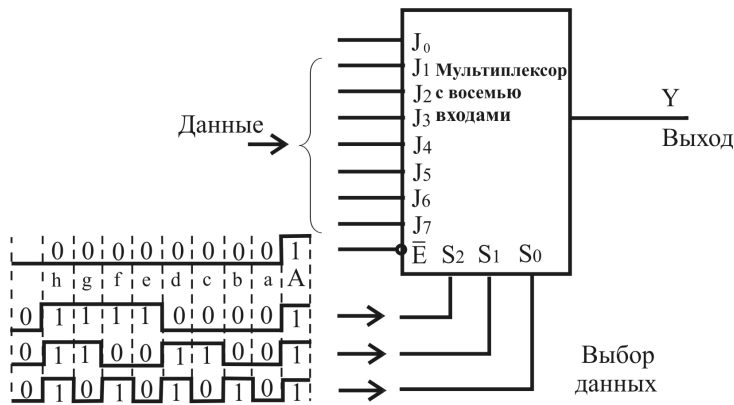 J0
J1 Мультиплексор
J2 с восемью
J3 входами
J4
J5
J6
J7
E̅ S2 S1 S0
Данные
Y
Выход
0 0 0 0 0 0 0 0 1
h g f e d c b a A
0 1 1 1 1 0 0 0 0 1
0 1 1 0 0 1 1 0 0 1
0 1 0 1 0 1 0 1 0 1
Выбор
данных